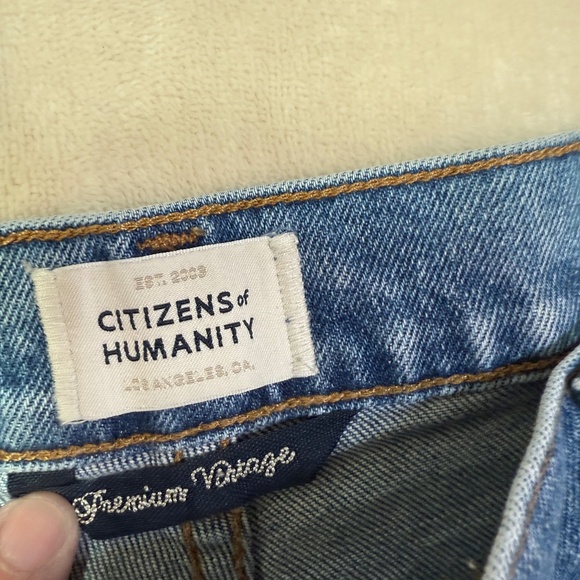 EST. 2003
CITIZENS of
HUMANITY
LOS ANGELES, CA.
Premium Vintage